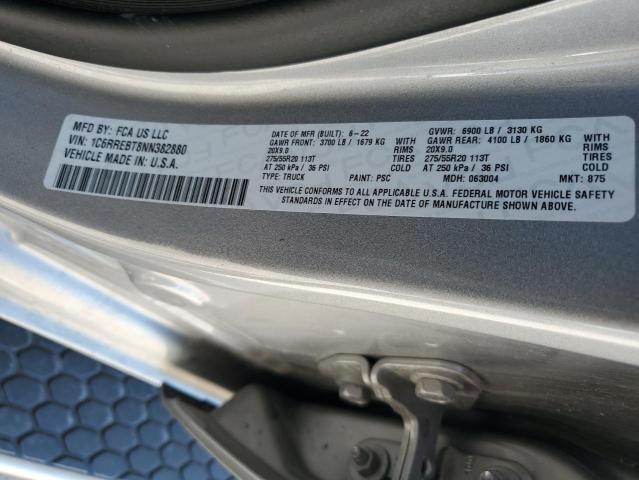 MFD BY: FCA US LLC
VIN: 1C6RREBT8NN382880
VEHICLE MADE IN U.S.A.
DATE OF MFR (BUILT): 6-22
GAWR FRONT: 3700 LB / 1679 KG
20X9.0 RIMS
275/55R20 113T TIRES
AT 250 kPa / 36 PSI COLD
TYPE: TRUCK PAINT: PSC
GVWR: 6900 LB / 3130 KG
GAWR REAR: 4100 LB / 1860 KG
20X9.0 RIMS
275/55R20 113T TIRES
AT 250 kPa / 36 PSI COLD
MDH: 063004 MKT: 875
THIS VEHICLE CONFORMS TO ALL APPLICABLE U.S.A. FEDERAL MOTOR VEHICLE SAFETY
STANDARDS IN EFFECT ON THE DATE OF MANUFACTURE SHOWN ABOVE.